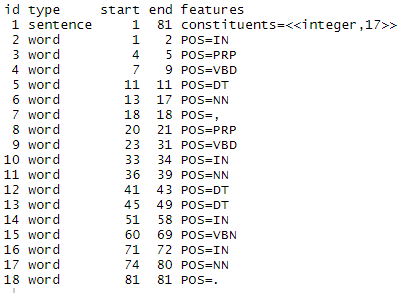 id type start end features
1 sentence 1 81 constituents=<<integer,17>>
2 word 1 2 POS=IN
3 word 4 5 POS=PRP
4 word 7 9 POS=VBD
5 word 11 11 POS=DT
6 word 13 17 POS=NN
7 word 18 18 POS=,
8 word 20 21 POS=PRP
9 word 23 31 POS=VBD
10 word 33 34 POS=IN
11 word 36 39 POS=NN
12 word 41 43 POS=DT
13 word 45 49 POS=DT
14 word 51 58 POS=IN
15 word 60 69 POS=VBN
16 word 71 72 POS=IN
17 word 74 80 POS=NN
18 word 81 81 POS=.